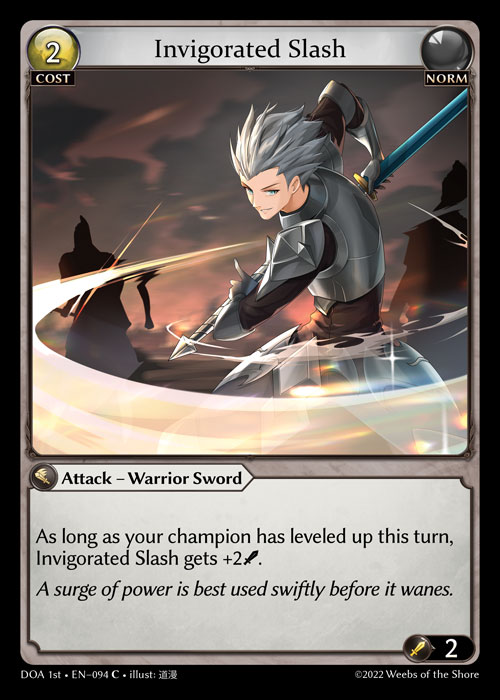 2
Invigorated Slash
COST
NORM
Attack – Warrior Sword
As long as your champion has leveled up this turn,
Invigorated Slash gets +2.
A surge of power is best used swiftly before it wanes.
2
DOA 1st • EN–094 C • illust: 道漫
©2022 Weebs of the Shore